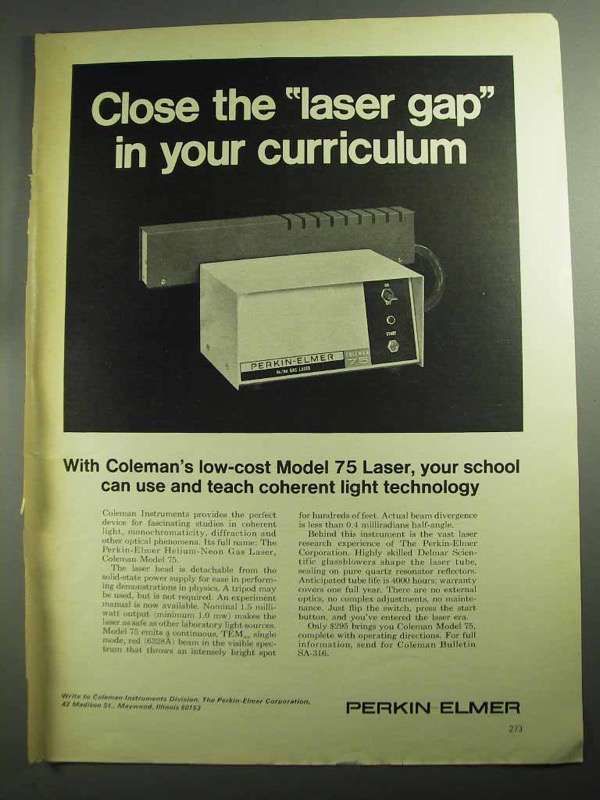 Close the "laser gap"
in your curriculum
ON
OFF
START
PERKIN-ELMER
COLEMAN
75
He/Ne GAS LASER
With Coleman's low-cost Model 75 Laser, your school
can use and teach coherent light technology
Coleman Instruments provides the perfect
device for fascinating studies in coherent
light, monochromaticity, diffraction and
other optical phenomena. Its full name: The
Perkin-Elmer Helium-Neon Gas Laser,
Coleman Model 75.
The laser head is detachable from the
solid-state power supply for ease in perform-
ing demonstrations in physics. A tripod may
be used, but is not required. An experiment
manual is now available. Nominal 1.5 milli-
watt output (minimum 1.0 mw) makes the
laser as safe as other laboratory light sources.
Model 75 emits a continuous, TEM₀₀ single
mode, red (6328A) beam in the visible spec-
trum that throws an intensely bright spot
for hundreds of feet. Actual beam divergence
is less than 0.4 milliradians half-angle.
Behind this instrument is the vast laser
research experience of The Perkin-Elmer
Corporation. Highly skilled Delmar Scien-
tific glassblowers shape the laser tube,
sealing on pure quartz resonator reflectors.
Anticipated tube life is 4000 hours; warranty
covers one full year. There are no external
optics, no complex adjustments, no mainte-
nance. Just flip the switch, press the start
button, and you've entered the laser era.
Only $295 brings you Coleman Model 75,
complete with operating directions. For full
information, send for Coleman Bulletin
SA-316.
Write to Coleman Instruments Division, The Perkin-Elmer Corporation,
42 Madison St., Maywood, Illinois 60153
PERKIN-ELMER
273